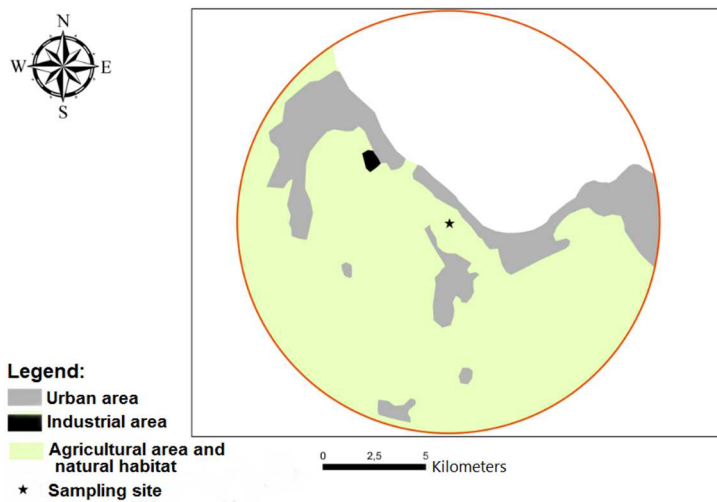 N
W E
S
Legend:
Urban area
Industrial area
Agricultural area and
natural habitat
Sampling site
0 2,5 5
Kilometers